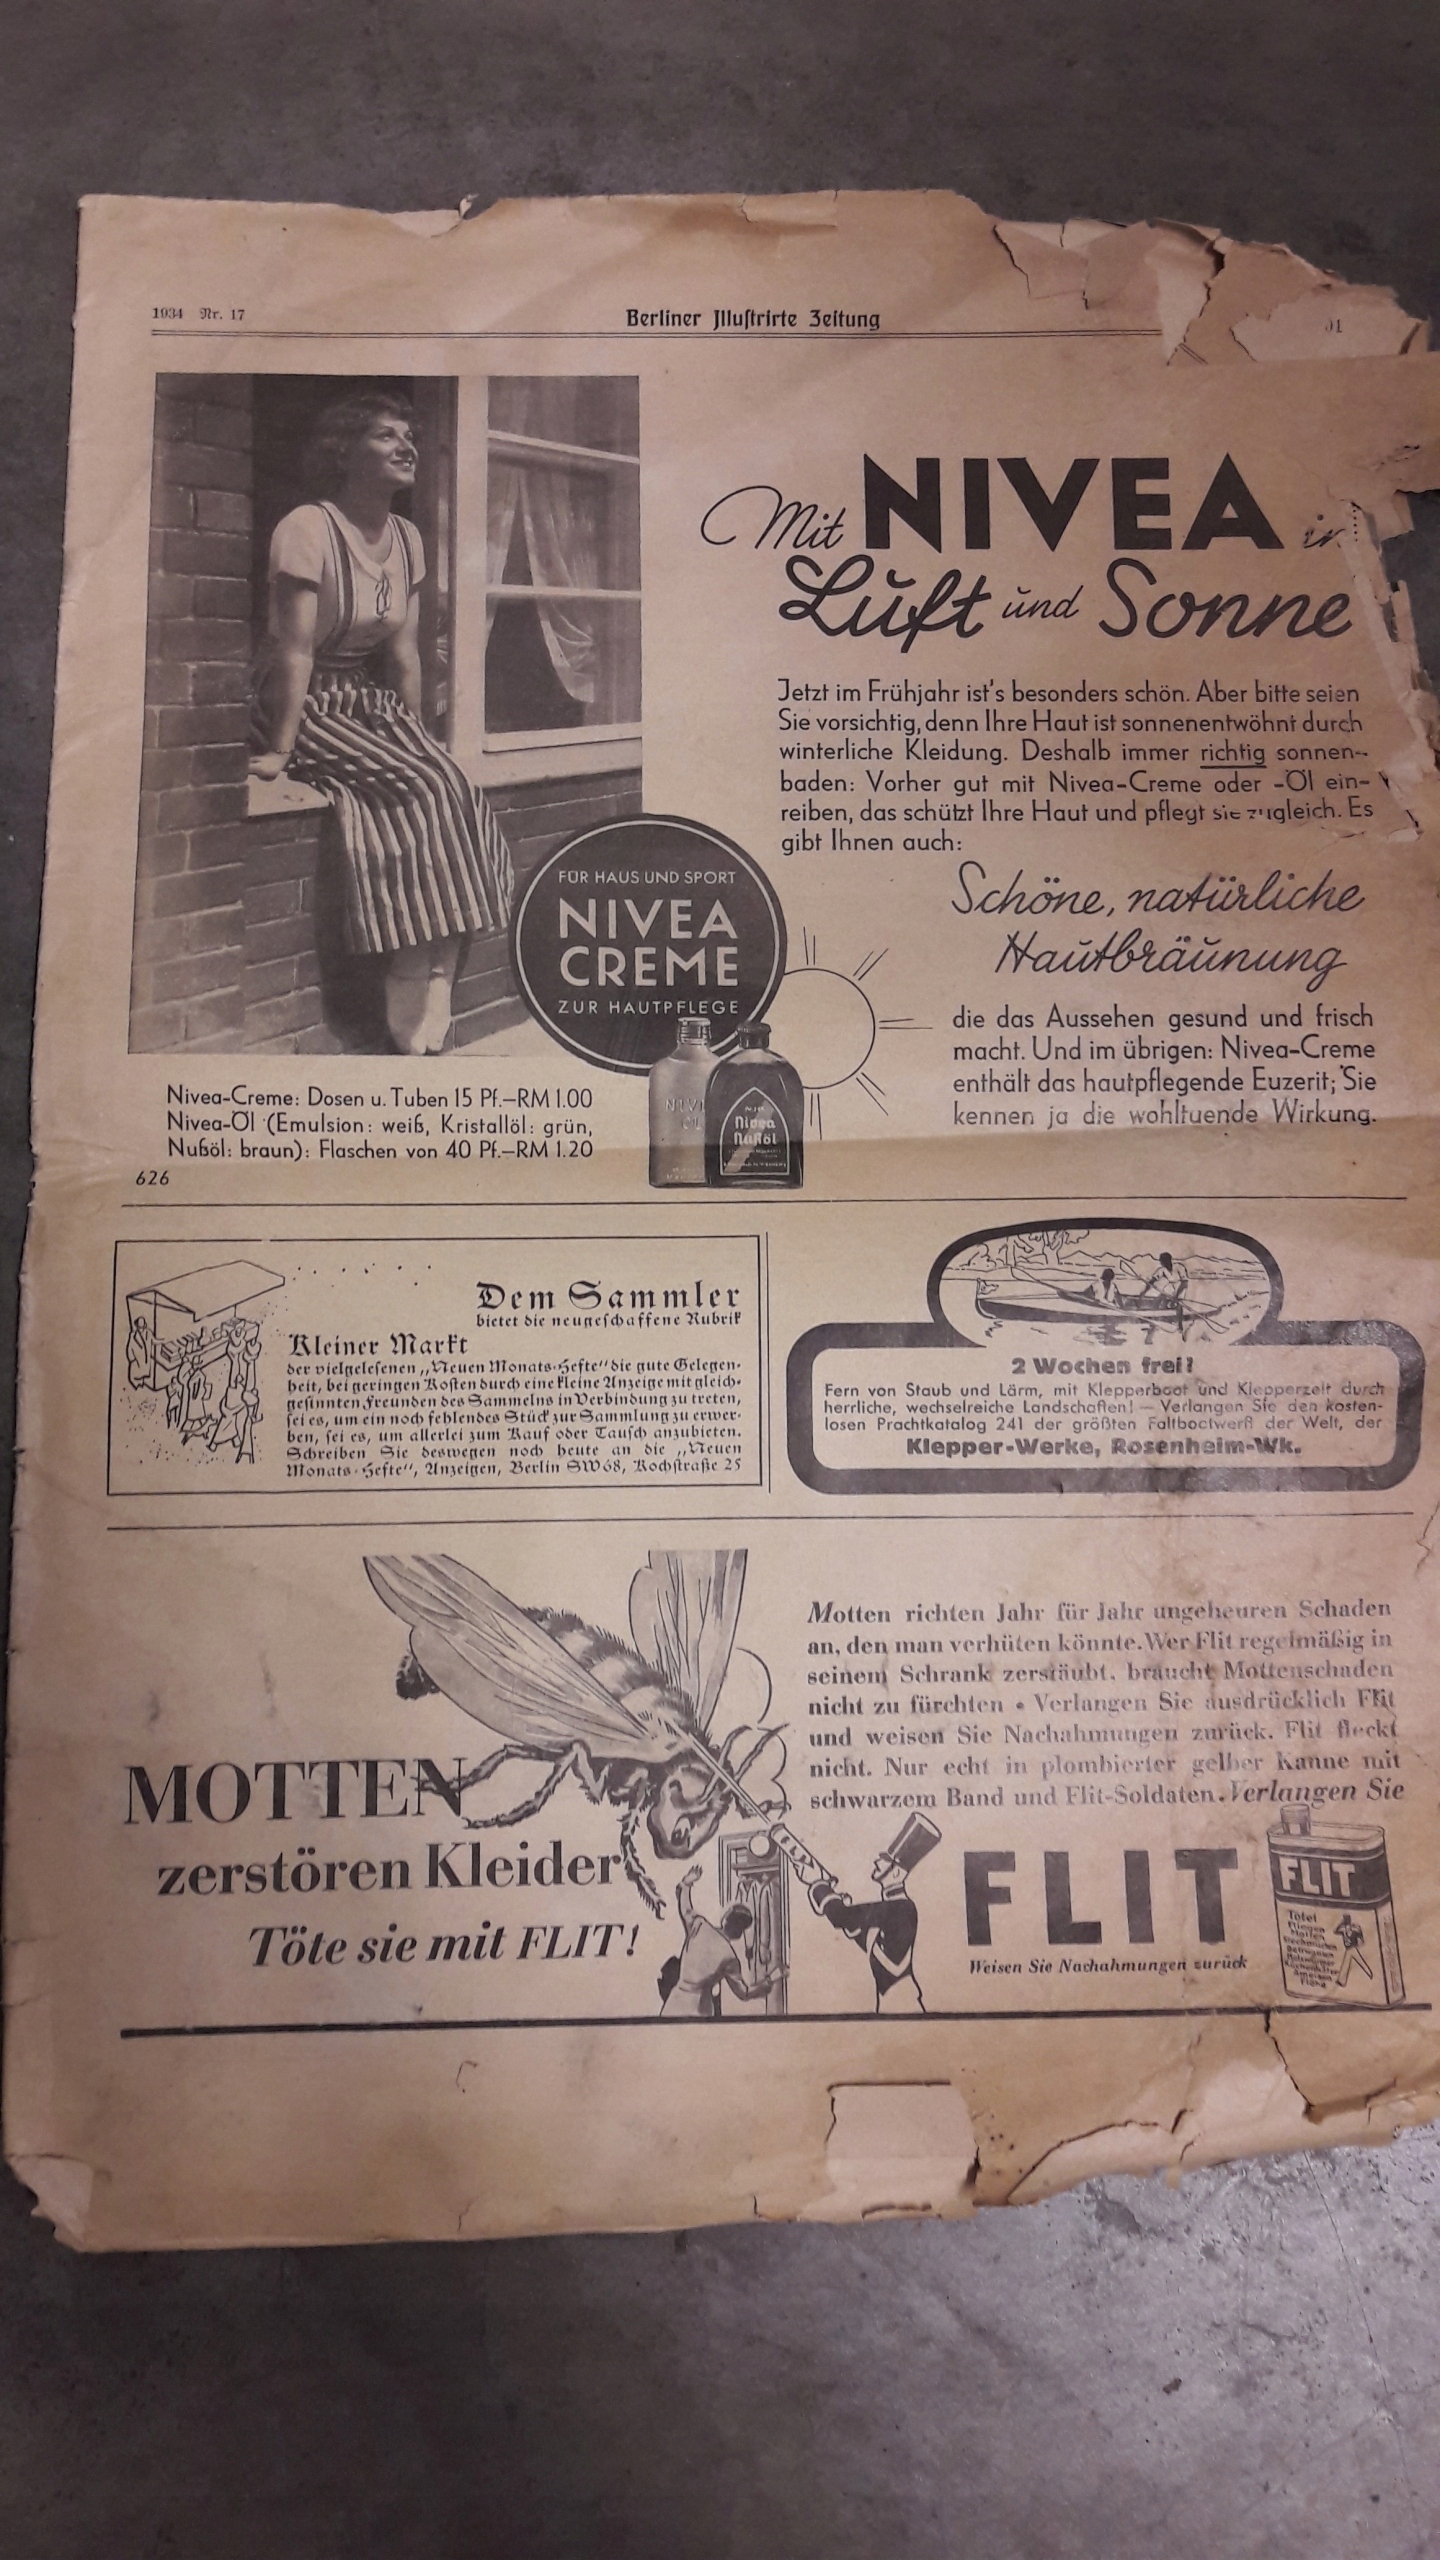 1934 Nr. 17
Berliner Illustrirte Zeitung
Mit NIVEA in
Luft und Sonne
Jetzt im Frühjahr ist's besonders schön. Aber bitte seien
Sie vorsichtig, denn Ihre Haut ist sonnenentwöhnt durch
winterliche Kleidung. Deshalb immer richtig sonnen-
baden: Vorher gut mit Nivea-Creme oder -Öl ein-
reiben, das schützt Ihre Haut und pflegt sie zugleich. Es
gibt Ihnen auch:
Schöne, natürliche
Hautbräunung
die das Aussehen gesund und frisch
macht. Und im übrigen: Nivea-Creme
enthält das hautpflegende Euzerit; Sie
kennen ja die wohltuende Wirkung.
FÜR HAUS UND SPORT
NIVEA
CREME
ZUR HAUTPFLEGE
Nivea
Nußöl
Nivea-Creme: Dosen u. Tuben 15 Pf.–RM 1.00
Nivea-Öl (Emulsion: weiß, Kristallöl: grün,
Nußöl: braun): Flaschen von 40 Pf.–RM 1.20
626
Dem Sammler
bietet die neugeschaffene Rubrik
Kleiner Markt
der vielgelesenen „Neuen Monats-Hefte“ die gute Gelegen-
heit, bei geringen Kosten durch eine kleine Anzeige mit gleich-
gesinnten Freunden des Sammelns in Verbindung zu treten,
sei es, um ein noch fehlendes Stück zur Sammlung zu erwer-
ben, sei es, um allerlei zum Kauf oder Tausch anzubieten.
Schreiben Sie deswegen noch heute an die „Neuen
Monats-Hefte“, Anzeigen, Berlin SW68, Kochstraße 25
2 Wochen frei!
Fern von Staub und Lärm, mit Klepperboot und Klepperzelt durch
herrliche, wechselreiche Landschaften! — Verlangen Sie den kosten-
losen Prachtkatalog 241 der größten Faltbootwerft der Welt, der
Klepper-Werke, Rosenheim-Wk.
MOTTEN
zerstören Kleider
Töte sie mit FLIT!
Motten richten Jahr für Jahr ungeheuren Schaden
an, den man verhüten könnte. Wer Flit regelmäßig in
seinem Schrank zerstäubt, braucht Mottenschaden
nicht zu fürchten • Verlangen Sie ausdrücklich Flit
und weisen Sie Nachahmungen zurück. Flit fleckt
nicht. Nur echt in plombierter gelber Kanne mit
schwarzem Band und Flit-Soldaten. Verlangen Sie
FLIT
Weisen Sie Nachahmungen zurück
FLIT
Tötet
Fliegen
Motten